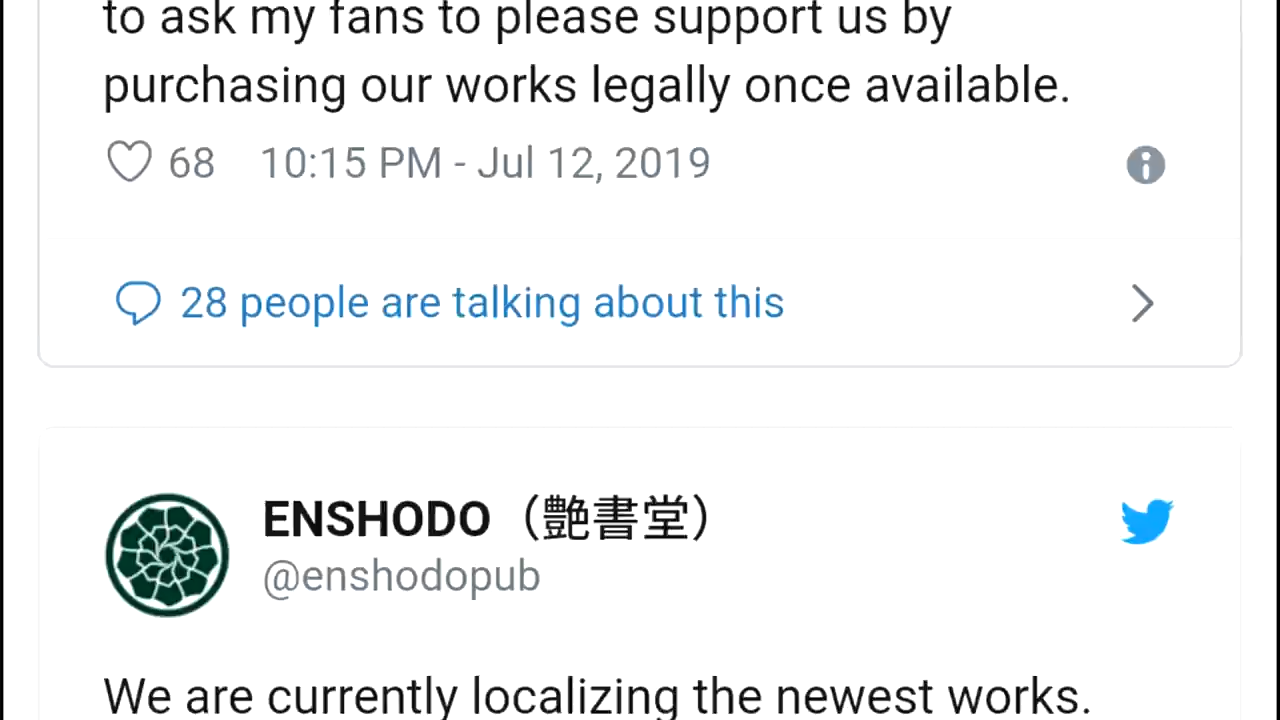 to ask my fans to please support us by
purchasing our works legally once available.
68 10:15 PM - Jul 12, 2019
28 people are talking about this
ENSHODO（艶書堂）
@enshodopub
We are currently localizing the newest works.